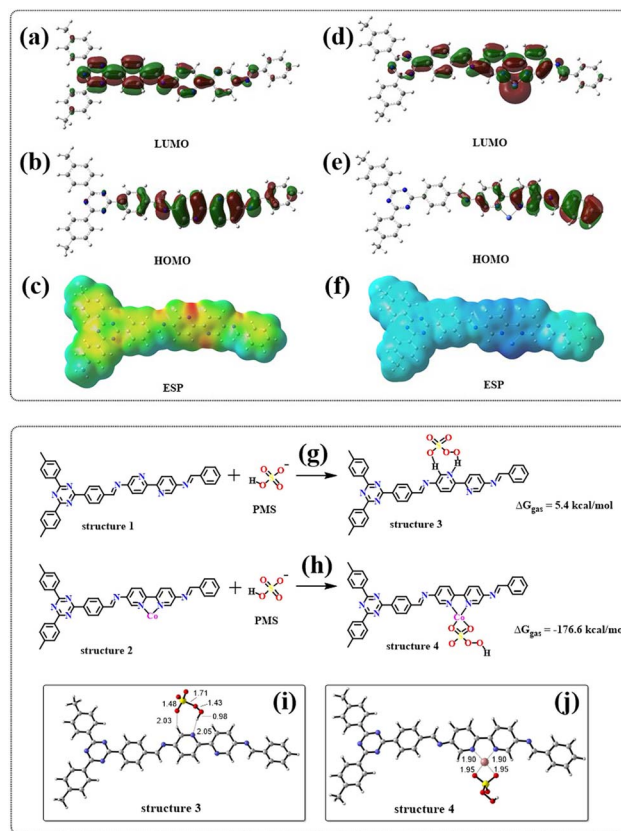 (a)
LUMO
(d)
LUMO
(b)
HOMO
(e)
HOMO
(c)
ESP
(f)
ESP
structure 1
+
PMS
(g)
structure 3
ΔGgas = 5.4 kcal/mol
structure 2
+
PMS
(h)
structure 4
ΔGgas = -176.6 kcal/mol
(i)
1.48
1.71
1.43
0.98
2.03
2.05
structure 3
(j)
1.90
1.90
1.95
1.95
structure 4